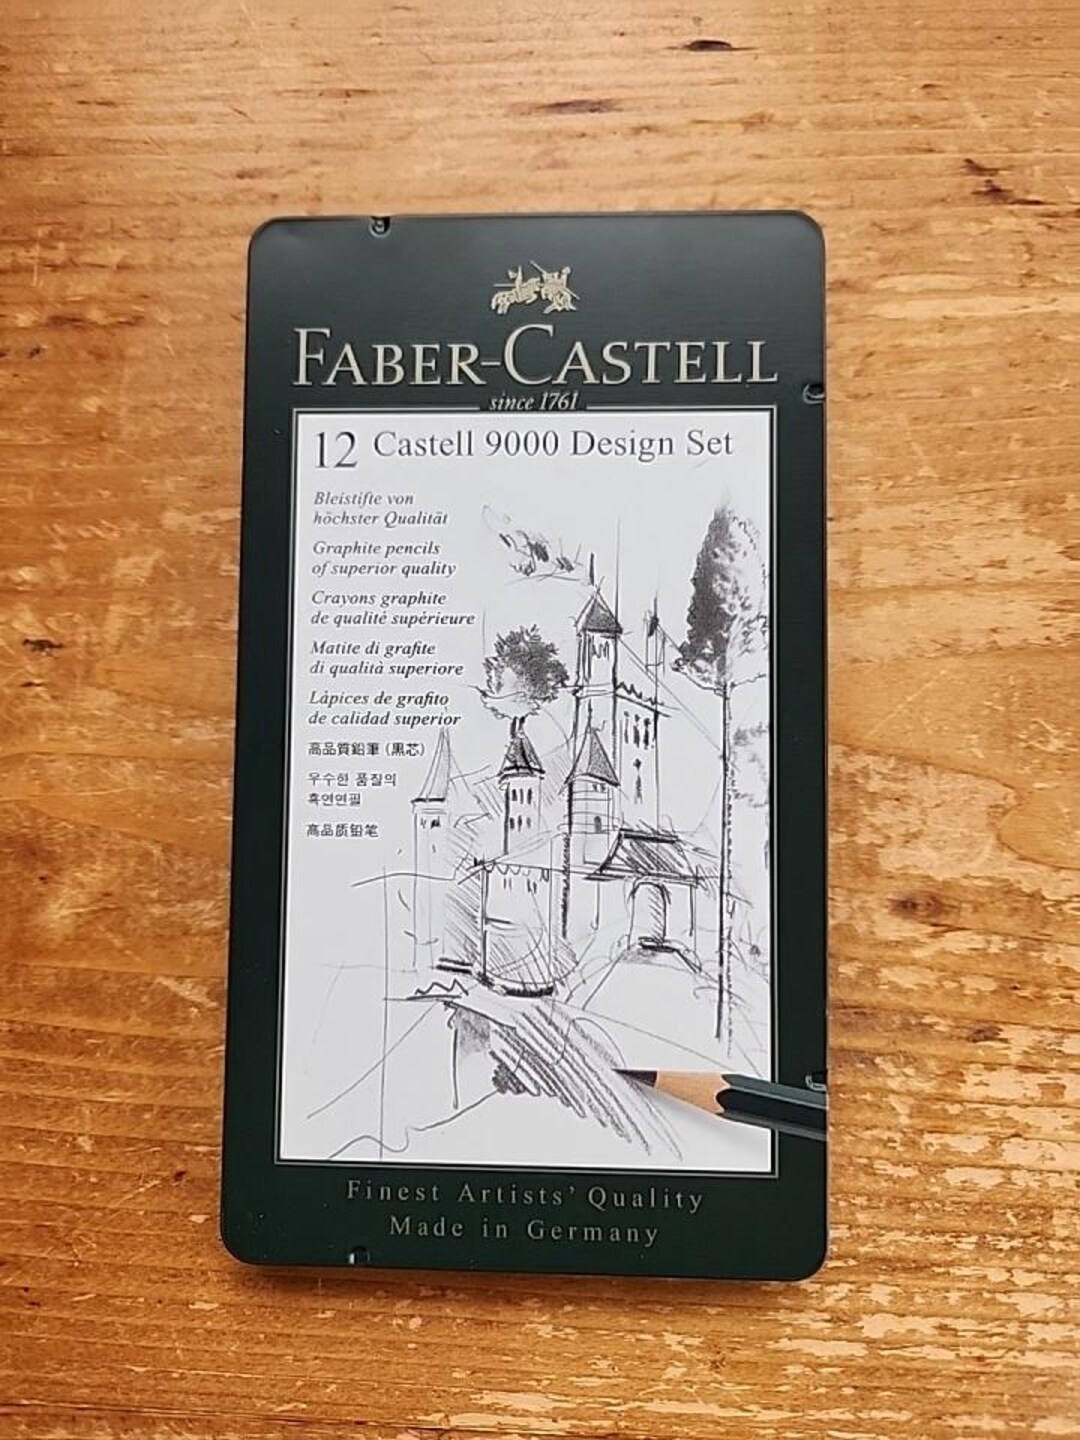 FABER-CASTELL
since 1761
12 Castell 9000 Design Set
Bleistifte von
höchster Qualität
Graphite pencils
of superior quality
Crayons graphite
de qualité supérieure
Matite di grafite
di qualità superiore
Lápices de grafito
de calidad superior
高品質鉛筆 (黒芯)
우수한 품질의
흑연연필
高品质铅笔
Finest Artists' Quality
Made in Germany